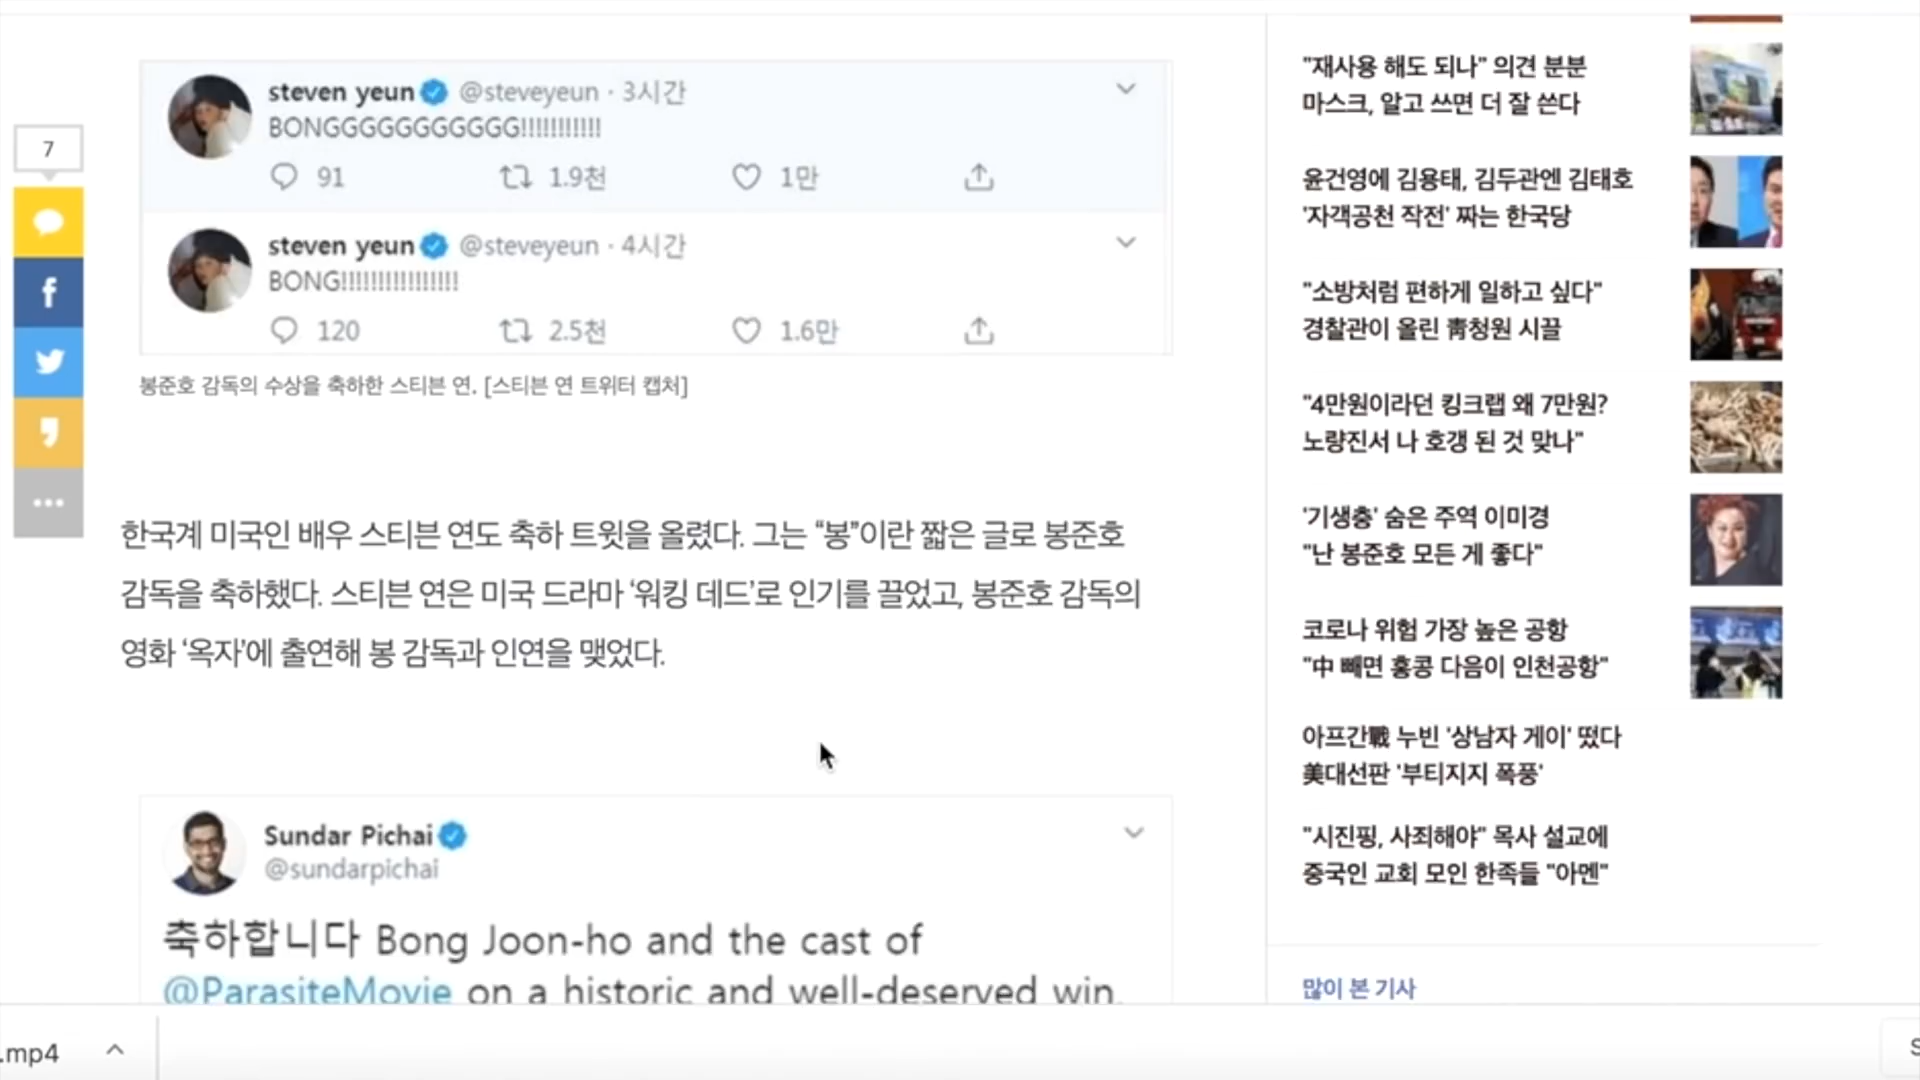 steven yeun @steveyeun · 3시간
BONGGGGGGGGGGG!!!!!!!!!!!
91 1.9천 1만
steven yeun @steveyeun · 4시간
BONG!!!!!!!!!!!!!!!!
120 2.5천 1.6만
봉준호 감독의 수상을 축하한 스티븐 연. [스티븐 연 트위터 캡처]
7
한국계 미국인 배우 스티븐 연도 축하 트윗을 올렸다. 그는 “봉”이란 짧은 글로 봉준호
감독을 축하했다. 스티븐 연은 미국 드라마 ‘워킹 데드’로 인기를 끌었고, 봉준호 감독의
영화 ‘옥자’에 출연해 봉 감독과 인연을 맺었다.
Sundar Pichai
@sundarpichai
축하합니다 Bong Joon-ho and the cast of
@ParasiteMovie on a historic and well-deserved win.
"재사용 해도 되나" 의견 분분
마스크, 알고 쓰면 더 잘 쓴다
윤건영에 김용태, 김두관엔 김태호
'자객공천 작전' 짜는 한국당
"소방처럼 편하게 일하고 싶다"
경찰관이 올린 靑청원 시끌
"4만원이라던 킹크랩 왜 7만원?
노량진서 나 호갱 된 것 맞나"
'기생충' 숨은 주역 이미경
"난 봉준호 모든 게 좋다"
코로나 위험 가장 높은 공항
"中 빼면 홍콩 다음이 인천공항"
아프간戰 누빈 '상남자 게이' 떴다
美대선판 '부티지지 폭풍'
"시진핑, 사죄해야" 목사 설교에
중국인 교회 모인 한족들 "아멘"
많이 본 기사
.mp4
S